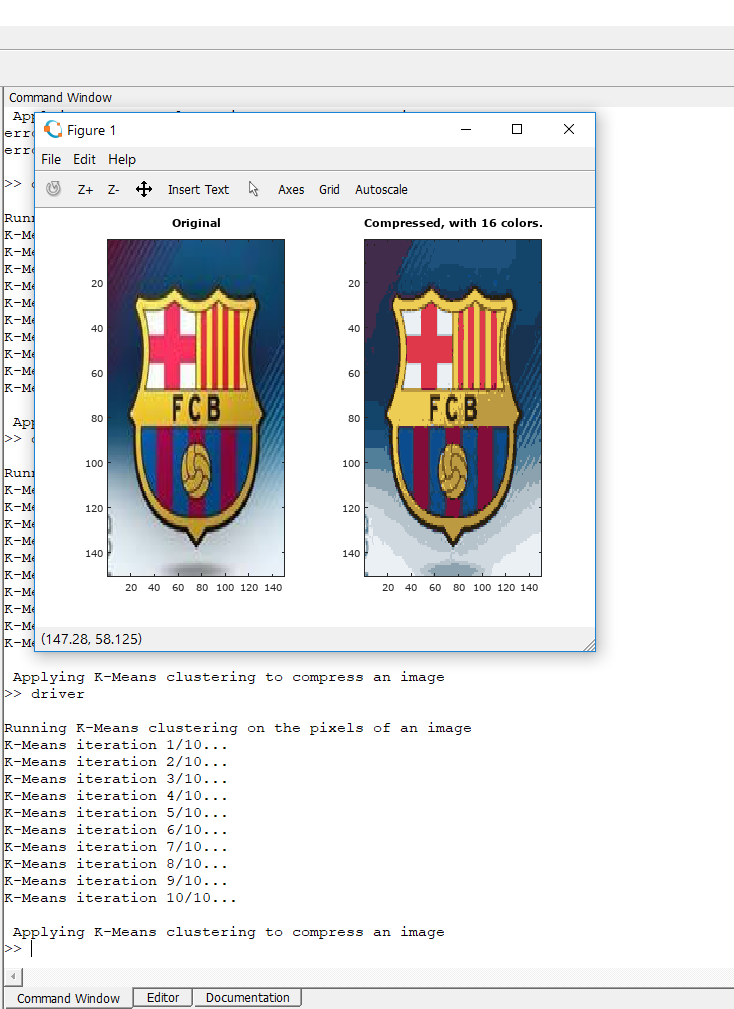 Command Window
Figure 1
File Edit Help
Z+ Z- Insert Text Axes Grid Autoscale
Original Compressed, with 16 colors.
20
40
60
80
100
120
140
20 40 60 80 100 120 140
FCB
20
40
60
80
100
120
140
20 40 60 80 100 120 140
FCB
(147.28, 58.125)
erro
erro
>>
Runn
K-Me
K-Me
K-Me
K-Me
K-Me
K-Me
K-Me
K-Me
K-Me
K-Me
App
>>
Runn
K-Me
K-Me
K-Me
K-Me
K-Me
K-Me
K-Me
K-Me
K-Me
K-Me
Applying K-Means clustering to compress an image
>> driver
Running K-Means clustering on the pixels of an image
K-Means iteration 1/10...
K-Means iteration 2/10...
K-Means iteration 3/10...
K-Means iteration 4/10...
K-Means iteration 5/10...
K-Means iteration 6/10...
K-Means iteration 7/10...
K-Means iteration 8/10...
K-Means iteration 9/10...
K-Means iteration 10/10...
Applying K-Means clustering to compress an image
>>
Command Window Editor Documentation